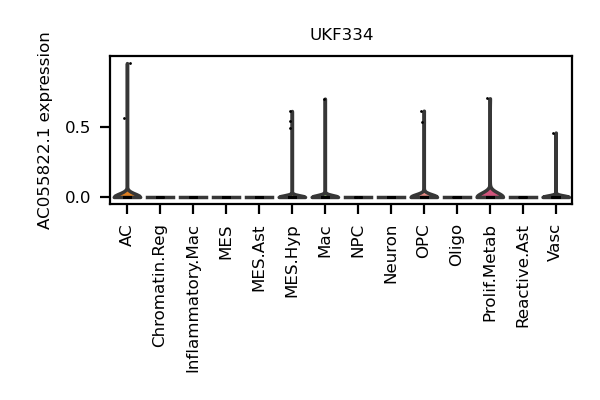 UKF334
AC055822.1 expression
0.5
0.0
AC
Chromatin.Reg
Inflammatory.Mac
MES
MES.Ast
MES.Hyp
Mac
NPC
Neuron
OPC
Oligo
Prolif.Metab
Reactive.Ast
Vasc